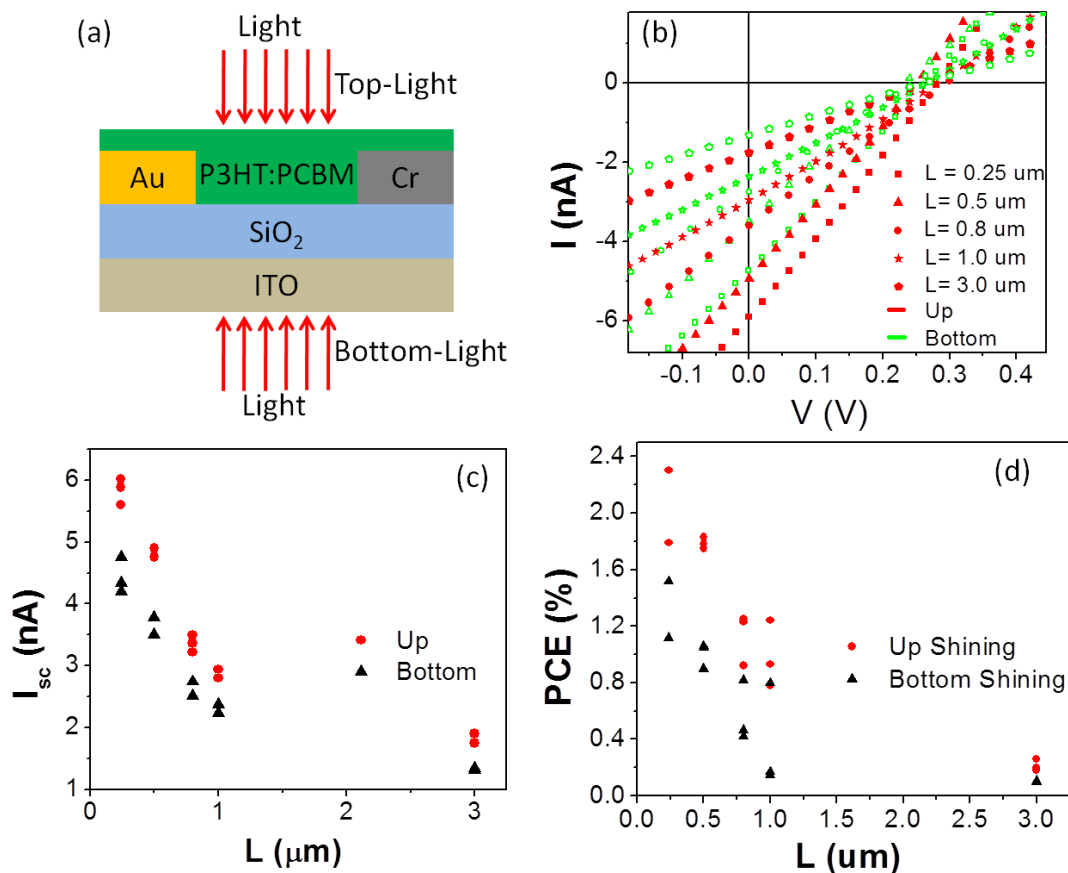 (a)
Light
Top-Light
Au
P3HT:PCBM
Cr
SiO₂
ITO
Bottom-Light
Light
(b)
0
-2
-4
-6
I (nA)
L = 0.25 um
L= 0.5 um
L= 0.8 um
L= 1.0 um
L= 3.0 um
Up
Bottom
-0.1 0.0 0.1 0.2 0.3 0.4
V (V)
(c)
6
5
4
3
2
1
Isc (nA)
Up
Bottom
0 1 2 3
L (μm)
(d)
2.4
2.0
1.6
1.2
0.8
0.4
0.0
PCE (%)
Up Shining
Bottom Shining
0.0 0.5 1.0 1.5 2.0 2.5 3.0
L (um)